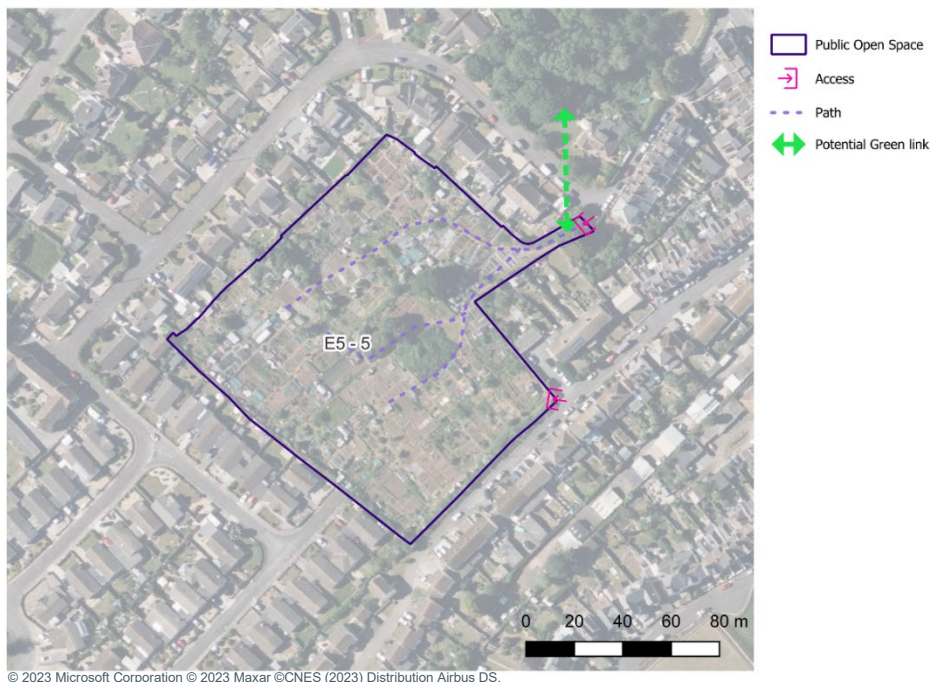 Public Open Space
Access
Path
Potential Green link
E5 - 5
0 20 40 60 80 m
© 2023 Microsoft Corporation © 2023 Maxar ©CNES (2023) Distribution Airbus DS.